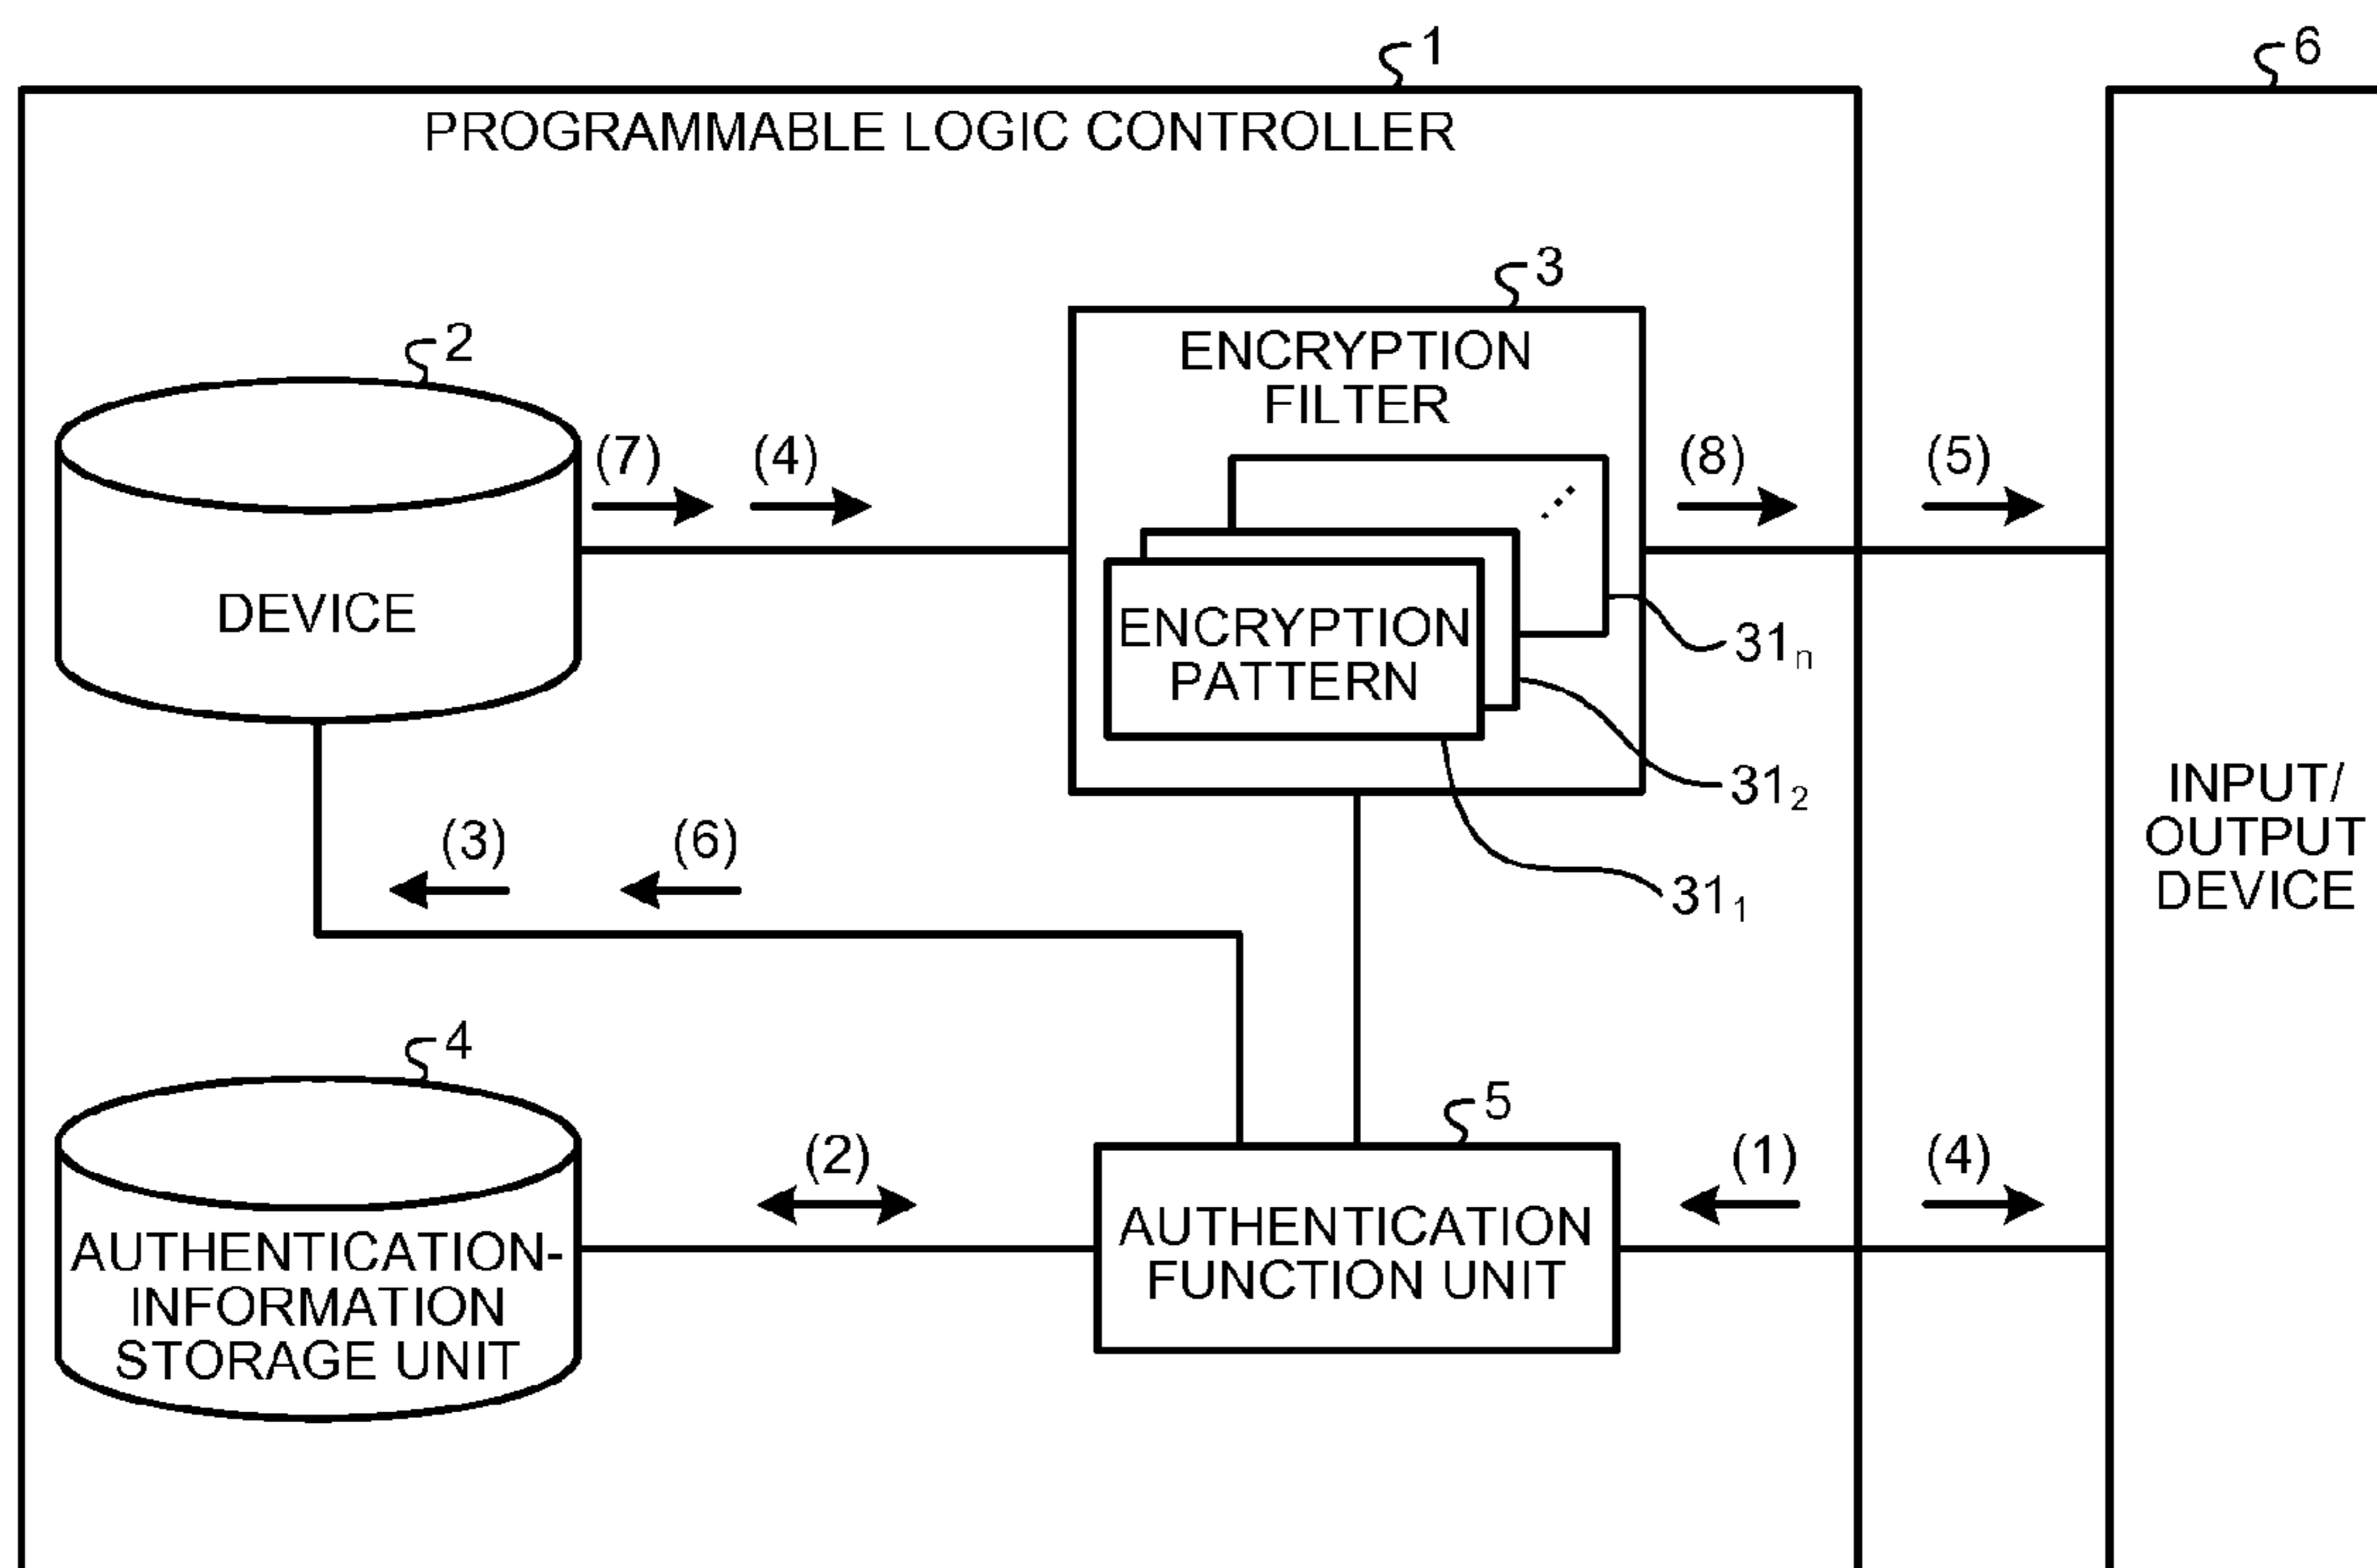 1
6
PROGRAMMABLE LOGIC CONTROLLER
3
2
ENCRYPTION
FILTER
(7) (4)
(8) (5)
DEVICE
ENCRYPTION
PATTERN
31n
312
311
(3) (6)
INPUT/
OUTPUT
DEVICE
4
5
(2)
(1) (4)
AUTHENTICATION-
INFORMATION
STORAGE UNIT
AUTHENTICATION
FUNCTION UNIT